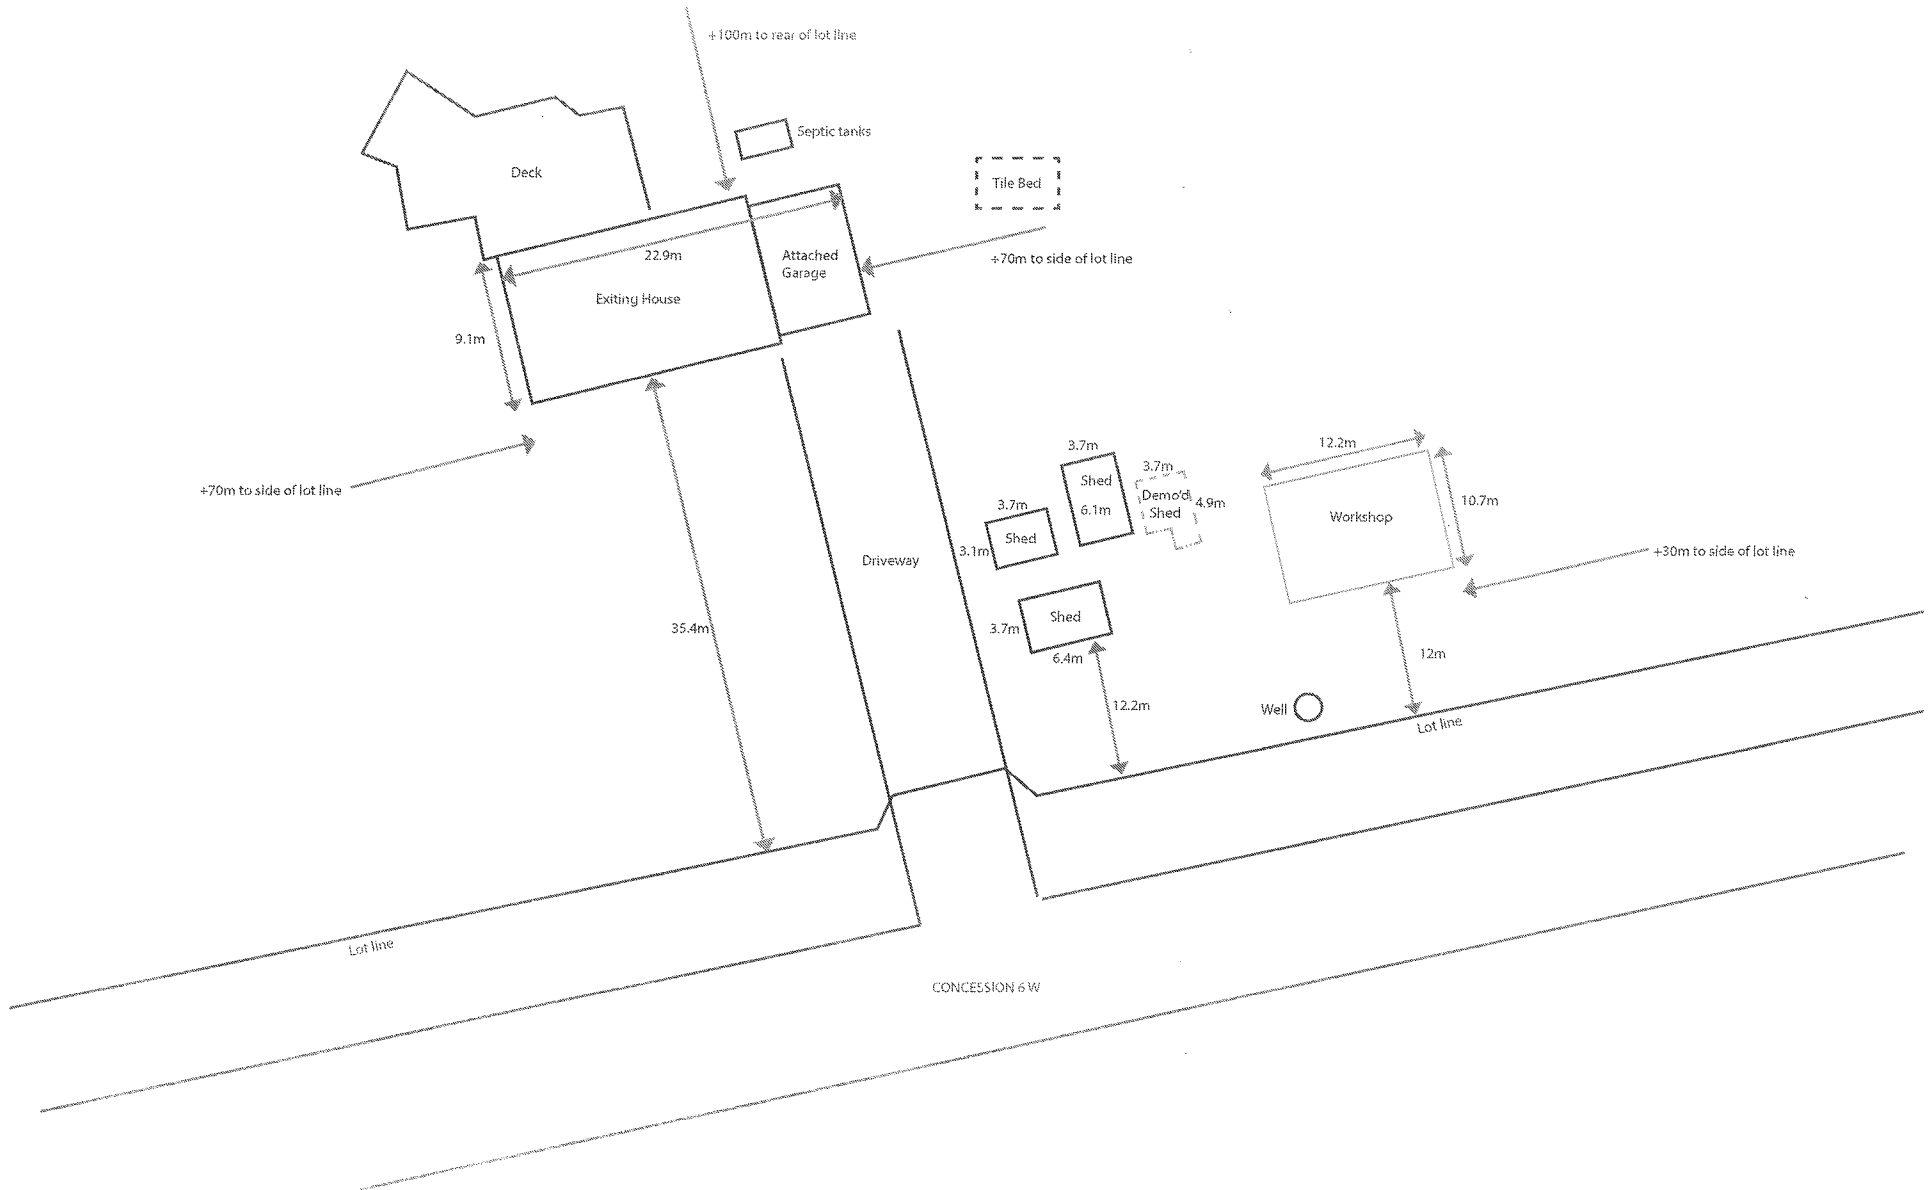 +100m to rear of lot line
Septic tanks
Deck
Tile Bed
22.9m
Attached
Garage
+70m to side of lot line
Exiting House
9.1m
+70m to side of lot line
3.7m
3.7m
Shed
6.1m
Demo'd
Shed
4.9m
12.2m
10.7m
Workshop
3.7m
Shed
3.1m
+30m to side of lot line
Driveway
Shed
3.7m
6.4m
35.4m
12m
12.2m
Well
Lot line
Lot line
CONCESSION 6 W